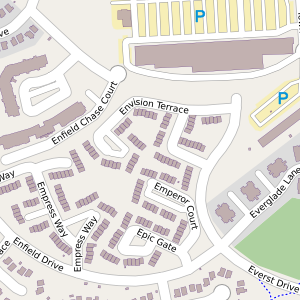 P
Envision Terrace
P
Enfield Chase Court
Way
Everglade Lane
Empress Way
Emperor Court
Empress Way
Epic Gate
Enfield Drive
Everst Drive